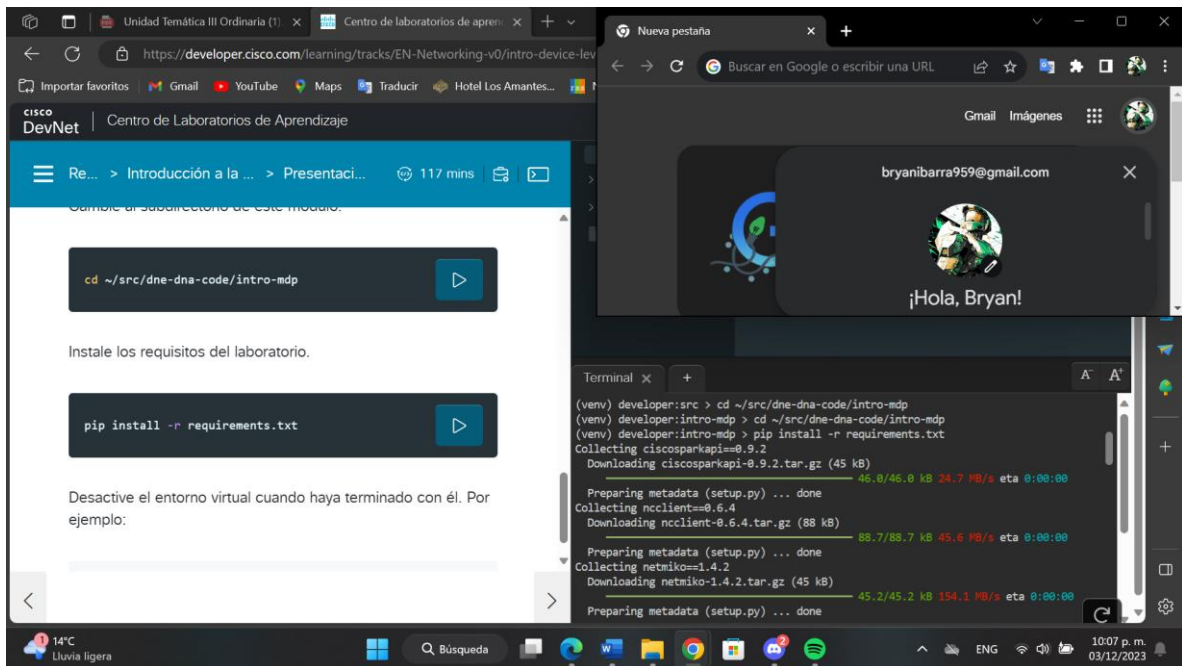 Unidad Temática III Ordinaria (1)
Centro de laboratorios de apren
https://developer.cisco.com/learning/tracks/EN-Networking-v0/intro-device-lev
Importar favoritos
Gmail
YouTube
Maps
Traducir
Hotel Los Amantes...
CISCO
DevNet
Centro de Laboratorios de Aprendizaje
Re... > Introducción a la ... > Presentaci...
117 mins
Cambie al subdirectorio de este módulo.
cd ~/src/dne-dna-code/intro-mdp
Instale los requisitos del laboratorio.
pip install -r requirements.txt
Desactive el entorno virtual cuando haya terminado con él. Por
ejemplo:
Nueva pestaña
Buscar en Google o escribir una URL
Gmail Imágenes
bryanibarra959@gmail.com
¡Hola, Bryan!
Terminal
A- A+
(venv) developer:src > cd ~/src/dne-dna-code/intro-mdp
(venv) developer:intro-mdp > cd ~/src/dne-dna-code/intro-mdp
(venv) developer:intro-mdp > pip install -r requirements.txt
Collecting ciscosparkapi==0.9.2
Downloading ciscosparkapi-0.9.2.tar.gz (45 kB)
46.0/46.0 kB 24.7 MB/s eta 0:00:00
Preparing metadata (setup.py) ... done
Collecting ncclient==0.6.4
Downloading ncclient-0.6.4.tar.gz (88 kB)
88.7/88.7 kB 45.6 MB/s eta 0:00:00
Preparing metadata (setup.py) ... done
Collecting netmiko==1.4.2
Downloading netmiko-1.4.2.tar.gz (45 kB)
45.2/45.2 kB 154.1 MB/s eta 0:00:00
Preparing metadata (setup.py) ... done
1
14°C
Lluvia ligera
Búsqueda
2
ENG
10:07 p. m.
03/12/2023